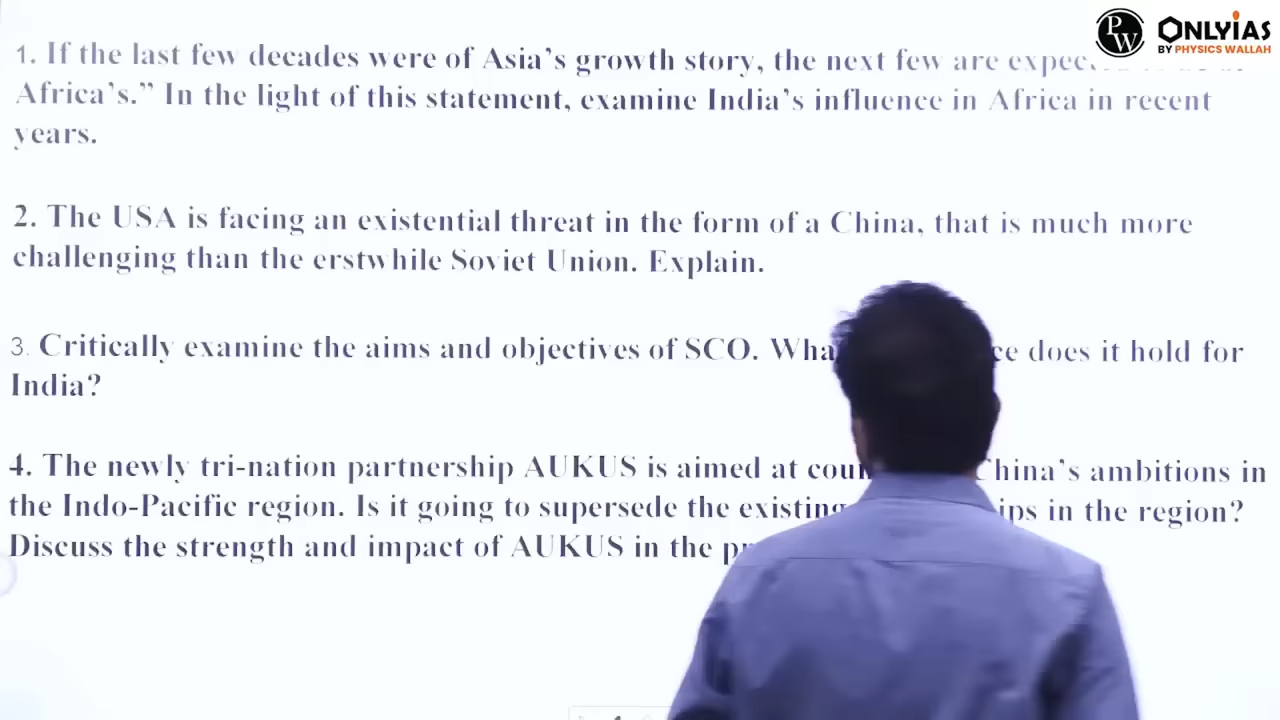 PW
ONLYIAS
BY PHYSICS WALLAH
1. If the last few decades were of Asia's growth story, the next few are
Africa's.” In the light of this statement, examine India's influence in Africa in recent
years.
2. The USA is facing an existential threat in the form of a China, that is much more
challenging than the erstwhile Soviet Union. Explain.
3. Critically examine the aims and objectives of SCO. does it hold for
India?
4. The newly tri-nation partnership AUKUS is aimed at China's ambitions in
the Indo-Pacific region. Is it going to supersede the existing in the region?
Discuss the strength and impact of AUKUS in the